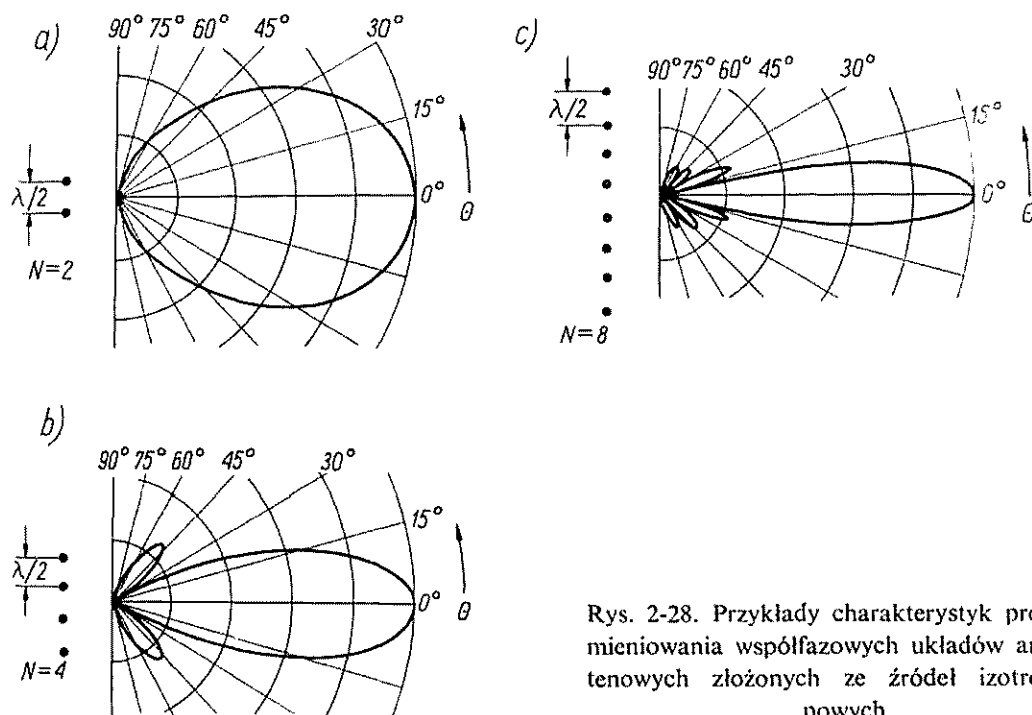 a)
90° 75° 60° 45° 30°
15°
0°
θ
λ/2
N=2
c)
90° 75° 60° 45° 30°
15°
0°
θ
λ/2
N=8
b)
90° 75° 60° 45° 30°
15°
0°
θ
λ/2
N=4
Rys. 2-28. Przykłady charakterystyk pro
mieniowania współfazowych układów an
tenowych złożonych ze źródeł izotro
powych